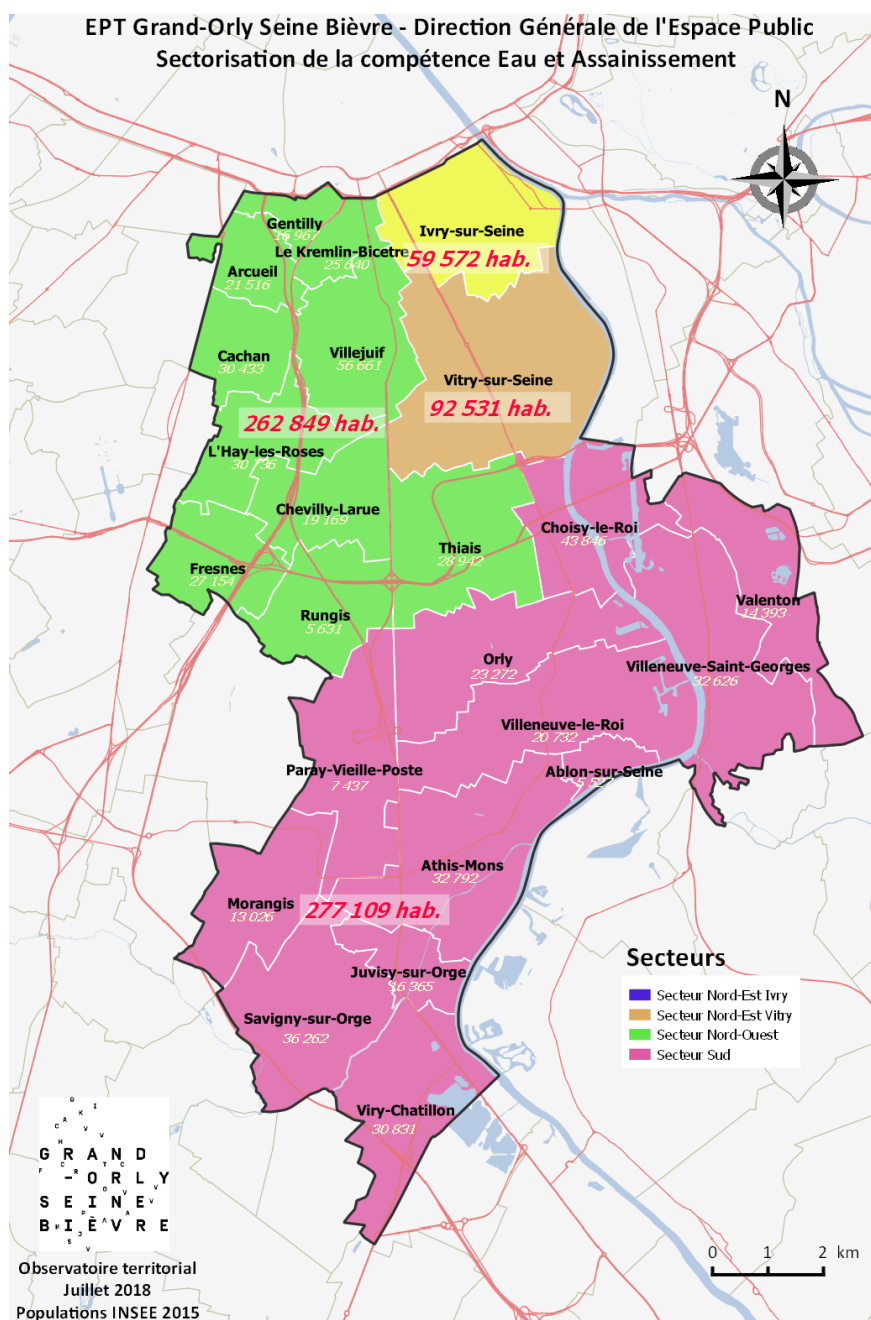 EPT Grand-Orly Seine Bièvre - Direction Générale de l'Espace Public
Sectorisation de la compétence Eau et Assainissement
N
Ivry-sur-Seine
59 572 hab.
Gentilly
16 967
Le Kremlin-Bicetre
25 640
Arcueil
21 516
Cachan
30 433
Villejuif
56 661
Vitry-sur-Seine
92 531 hab.
262 849 hab.
L'Hay-les-Roses
30 736
Chevilly-Larue
19 169
Thiais
28 942
Choisy-le-Roi
43 846
Fresnes
27 154
Rungis
5 631
Valenton
14 393
Orly
23 272
Villeneuve-Saint-Georges
32 626
Villeneuve-le-Roi
20 732
Paray-Vieille-Poste
7 437
Ablon-sur-Seine
Athis-Mons
32 792
Morangis
13 026
277 109 hab.
Juvisy-sur-Orge
16 365
Savigny-sur-Orge
36 262
Viry-Chatillon
30 831
Secteurs
Secteur Nord-Est Ivry
Secteur Nord-Est Vitry
Secteur Nord-Ouest
Secteur Sud
GRAND
-ORLY
SEINE
BIÈVRE
Observatoire territorial
Juillet 2018
Populations INSEE 2015
0 1 2 km